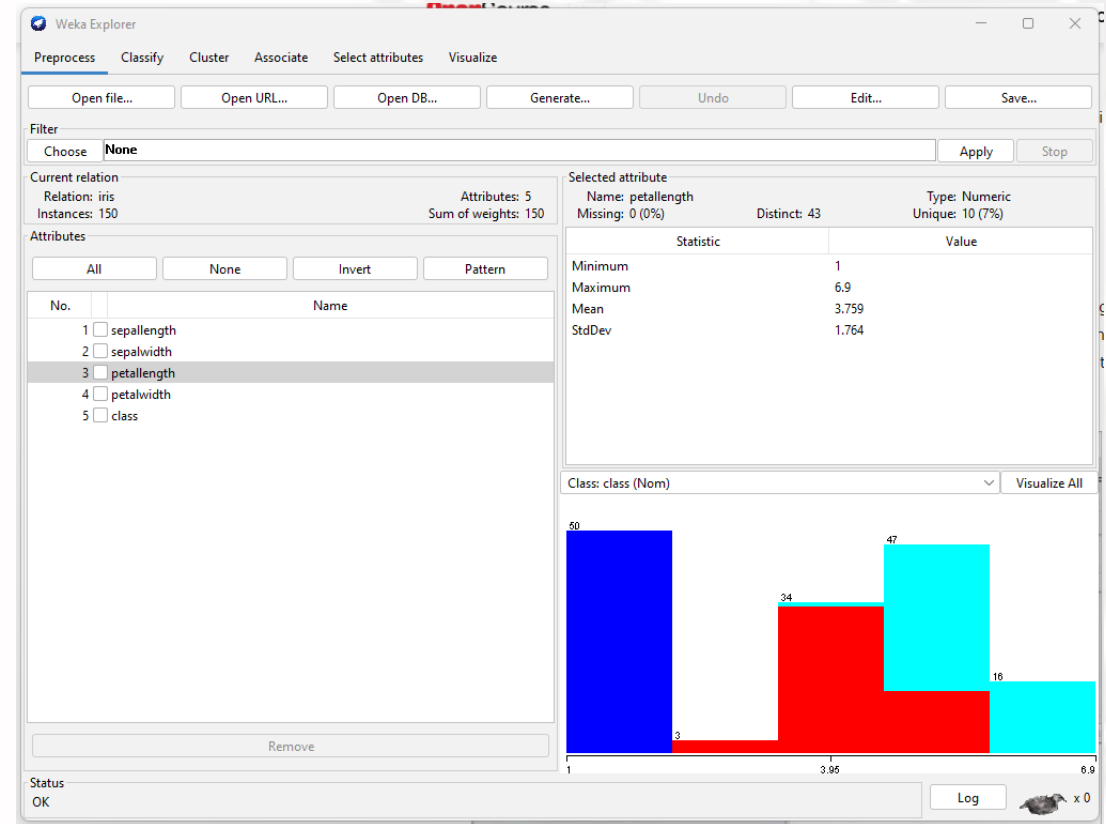 OpenCourse
Weka Explorer
Preprocess Classify Cluster Associate Select attributes Visualize
Open file... Open URL... Open DB... Generate... Undo Edit... Save...
Filter
Choose None Apply Stop
Current relation
Relation: iris Attributes: 5
Instances: 150 Sum of weights: 150
Attributes
All None Invert Pattern
No. Name
1 sepallength
2 sepalwidth
3 petallength
4 petalwidth
5 class
Remove
Selected attribute
Name: petallength Type: Numeric
Missing: 0 (0%) Distinct: 43 Unique: 10 (7%)
Statistic Value
Minimum 1
Maximum 6.9
Mean 3.759
StdDev 1.764
Class: class (Nom) Visualize All
50
47
34
16
3
1 3.95 6.9
Status
OK
Log x 0